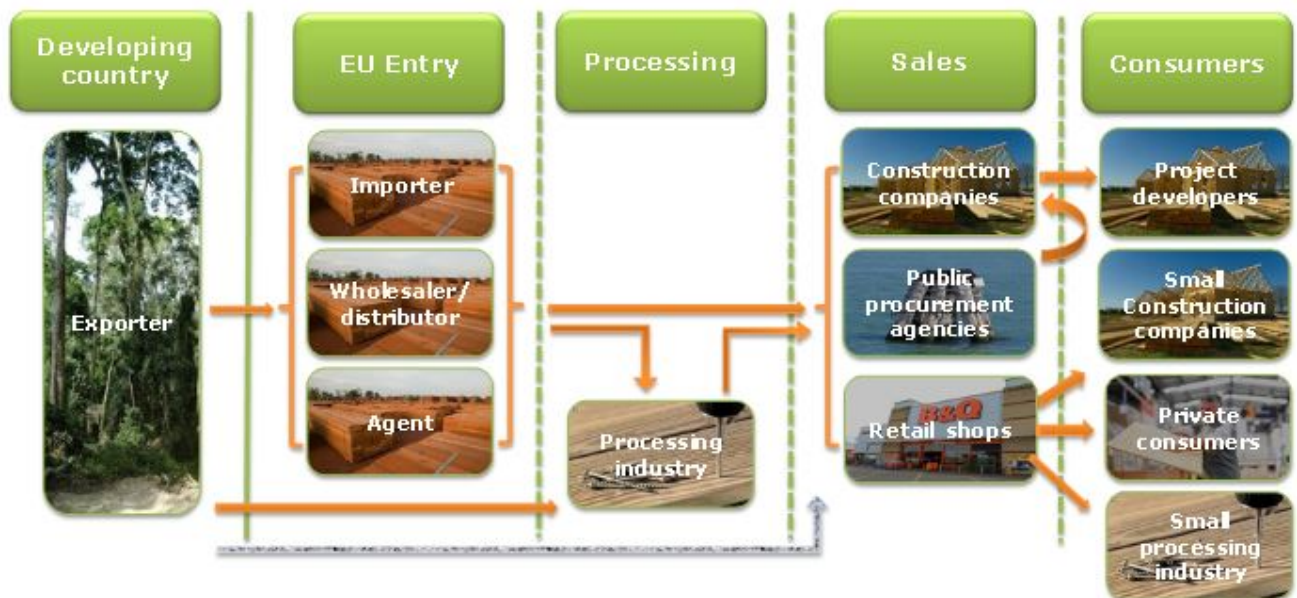 Developing
country
EU Entry
Processing
Sales
Consumers
Exporter
Importer
Wholesaler/
distributor
Agent
Processing
industry
Construction
companies
Public
procurement
agencies
B&Q
Retail shops
Project
developers
Small
Construction
companies
Private
consumers
Small
processing
industry